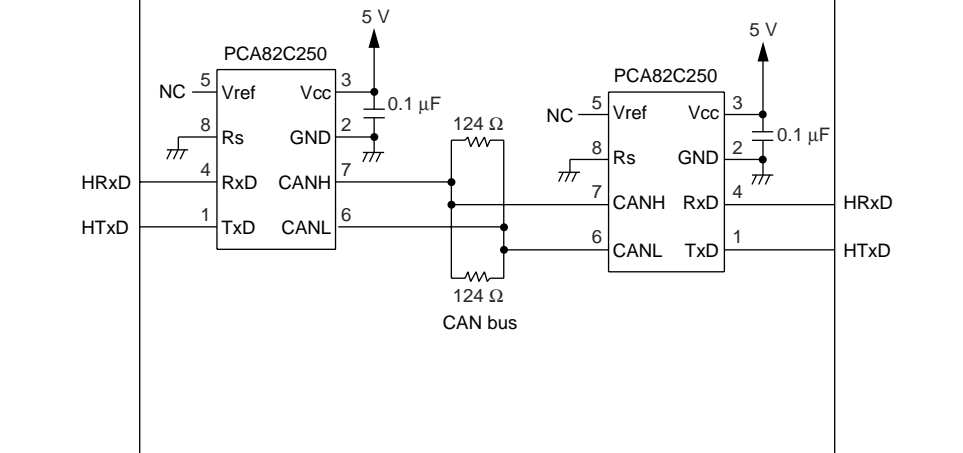 5 V
PCA82C250
NC 5 Vref Vcc 3
0.1 μF
8 Rs GND 2
HRxD 4 RxD CANH 7
HTxD 1 TxD CANL 6
124 Ω
124 Ω
CAN bus
5 V
PCA82C250
NC 5 Vref Vcc 3
0.1 μF
8 Rs GND 2
7 CANH RxD 4 HRxD
6 CANL TxD 1 HTxD